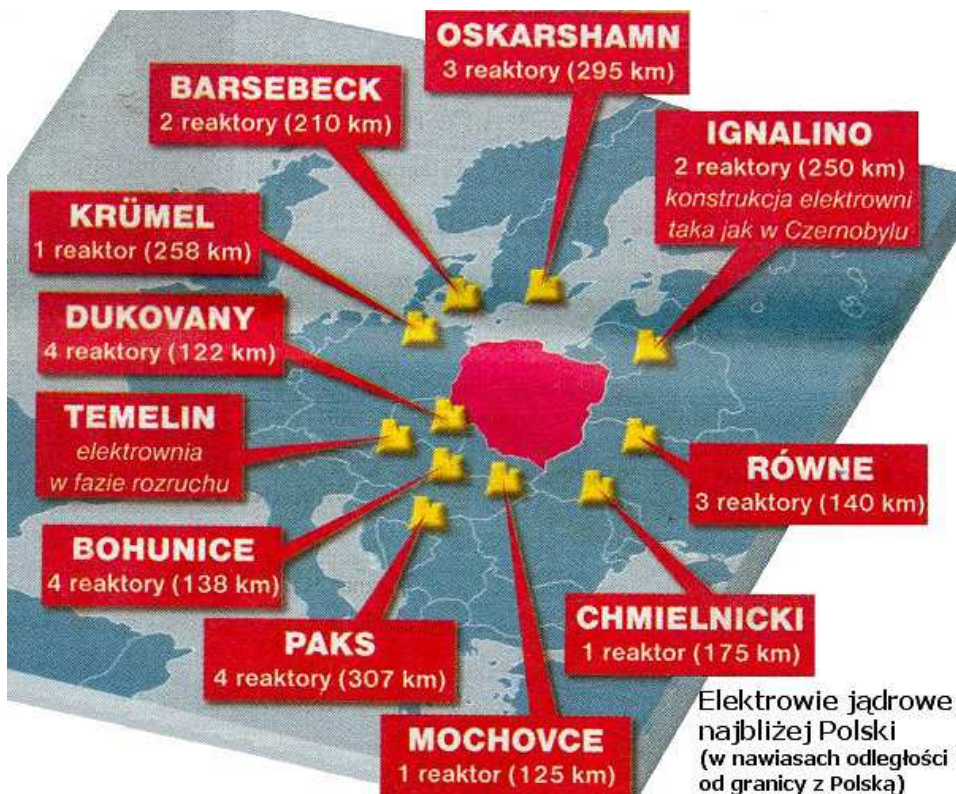 OSKARSHAMN
3 reaktory (295 km)
BARSEBECK
2 reaktory (210 km)
IGNALINO
2 reaktory (250 km)
konstrukcja elektrowni
taka jak w Czernobylu
KRÜMEL
1 reaktor (258 km)
DUKOVANY
4 reaktory (122 km)
TEMELIN
elektrownia
w fazie rozruchu
RÓWNE
3 reaktory (140 km)
BOHUNICE
4 reaktory (138 km)
CHMIELNICKI
1 reaktor (175 km)
PAKS
4 reaktory (307 km)
MOCHOVCE
1 reaktor (125 km)
Elektrowie jądrowe
najbliżej Polski
(w nawiasach odległości
od granicy z Polską)